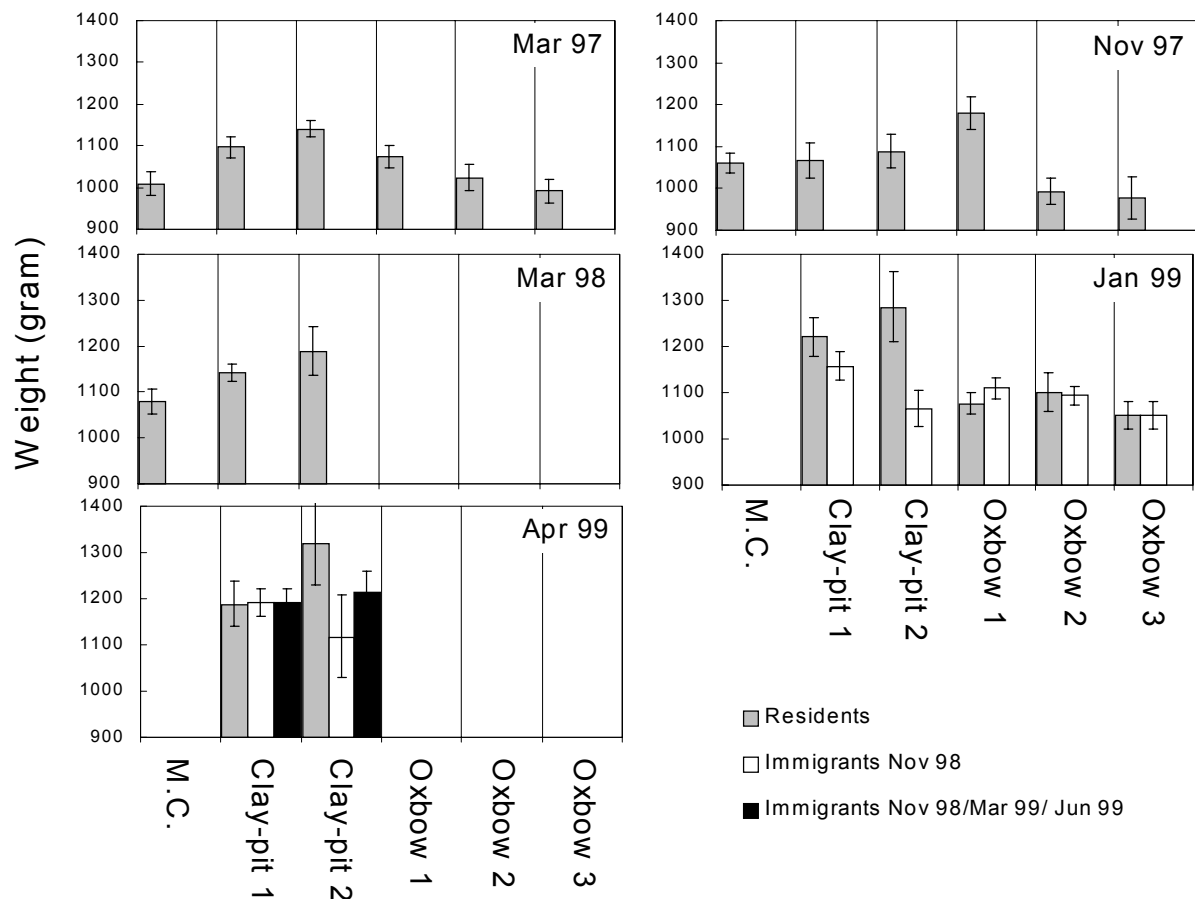 Weight (gram)
Mar 97
1400
1300
1200
1100
1000
900
Nov 97
1400
1300
1200
1100
1000
900
Mar 98
1400
1300
1200
1100
1000
900
Jan 99
1400
1300
1200
1100
1000
900
M.C.
Clay-pit 1
Clay-pit 2
Oxbow 1
Oxbow 2
Oxbow 3
Apr 99
1400
1300
1200
1100
1000
900
M.C.
Clay-pit 1
Clay-pit 2
Oxbow 1
Oxbow 2
Oxbow 3
Residents
Immigrants Nov 98
Immigrants Nov 98/Mar 99/ Jun 99